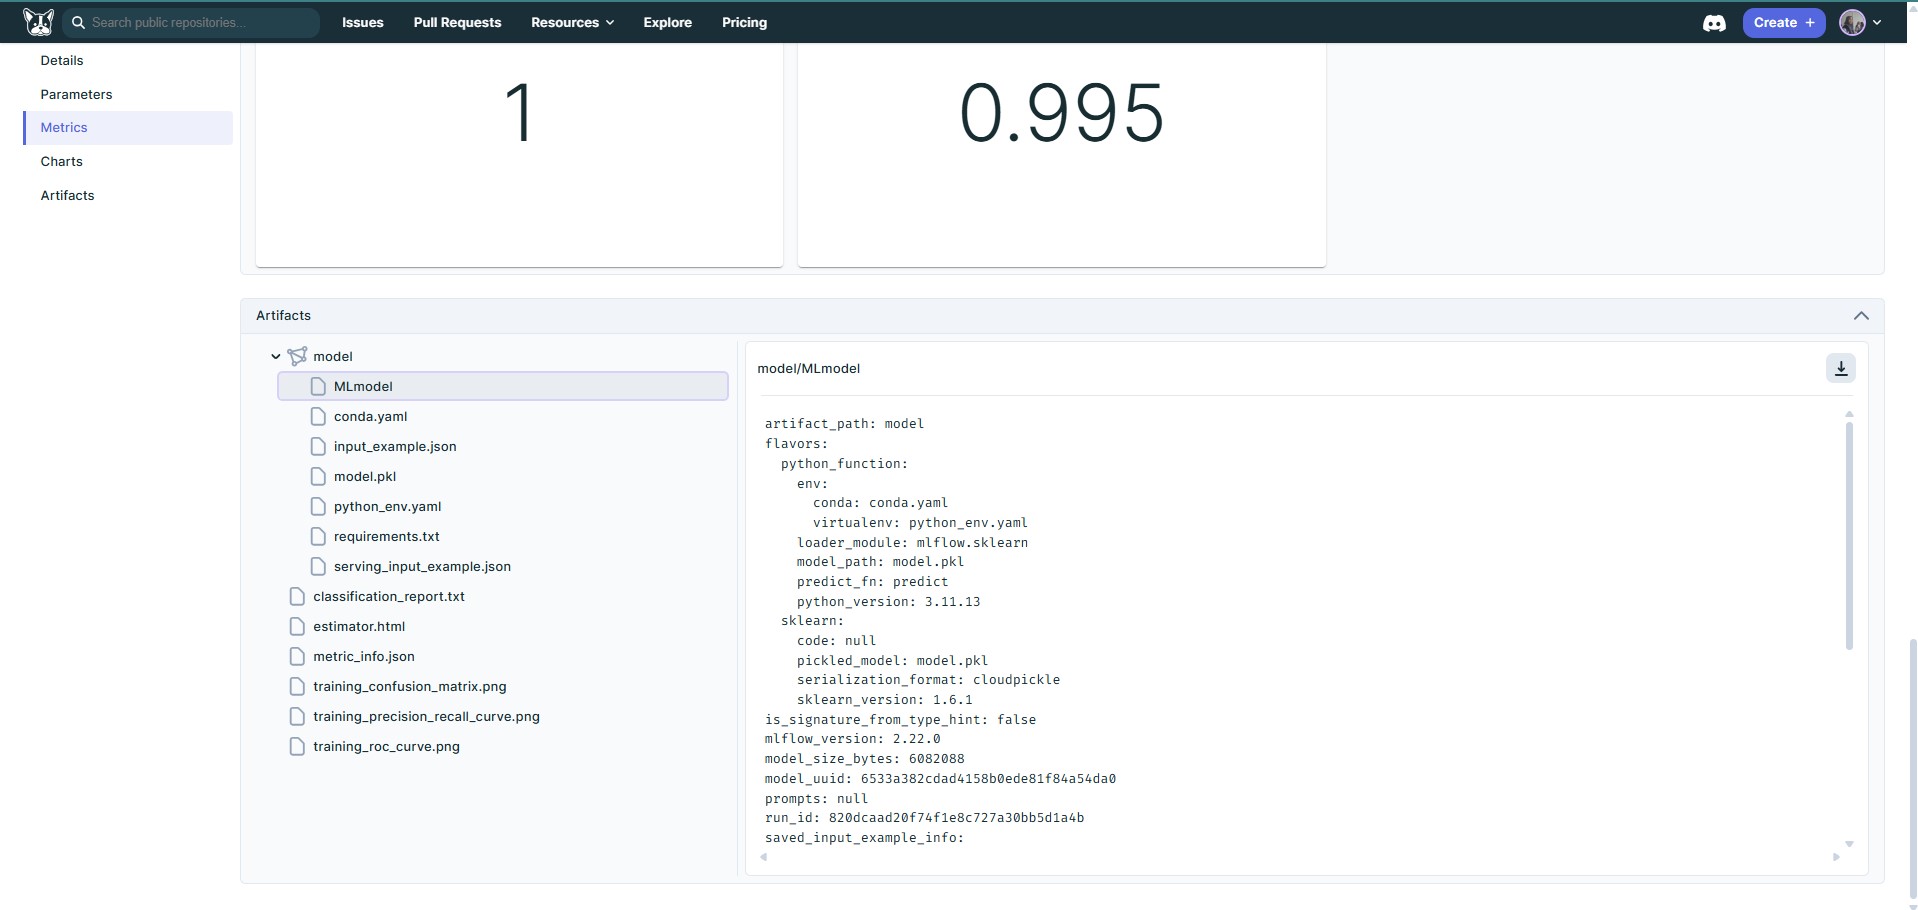 Search public repositories...
Issues
Pull Requests
Resources
Explore
Pricing
Create +
Details
Parameters
Metrics
Charts
Artifacts
1
0.995
Artifacts
model
MLmodel
conda.yaml
input_example.json
model.pkl
python_env.yaml
requirements.txt
serving_input_example.json
classification_report.txt
estimator.html
metric_info.json
training_confusion_matrix.png
training_precision_recall_curve.png
training_roc_curve.png
model/MLmodel
artifact_path: model
flavors:
  python_function:
    env:
      conda: conda.yaml
      virtualenv: python_env.yaml
    loader_module: mlflow.sklearn
    model_path: model.pkl
    predict_fn: predict
    python_version: 3.11.13
  sklearn:
    code: null
    pickled_model: model.pkl
    serialization_format: cloudpickle
    sklearn_version: 1.6.1
is_signature_from_type_hint: false
mlflow_version: 2.22.0
model_size_bytes: 6082088
model_uuid: 6533a382cdad4158b0ede81f84a54da0
prompts: null
run_id: 820dcaad20f74f1e8c727a30bb5d1a4b
saved_input_example_info: